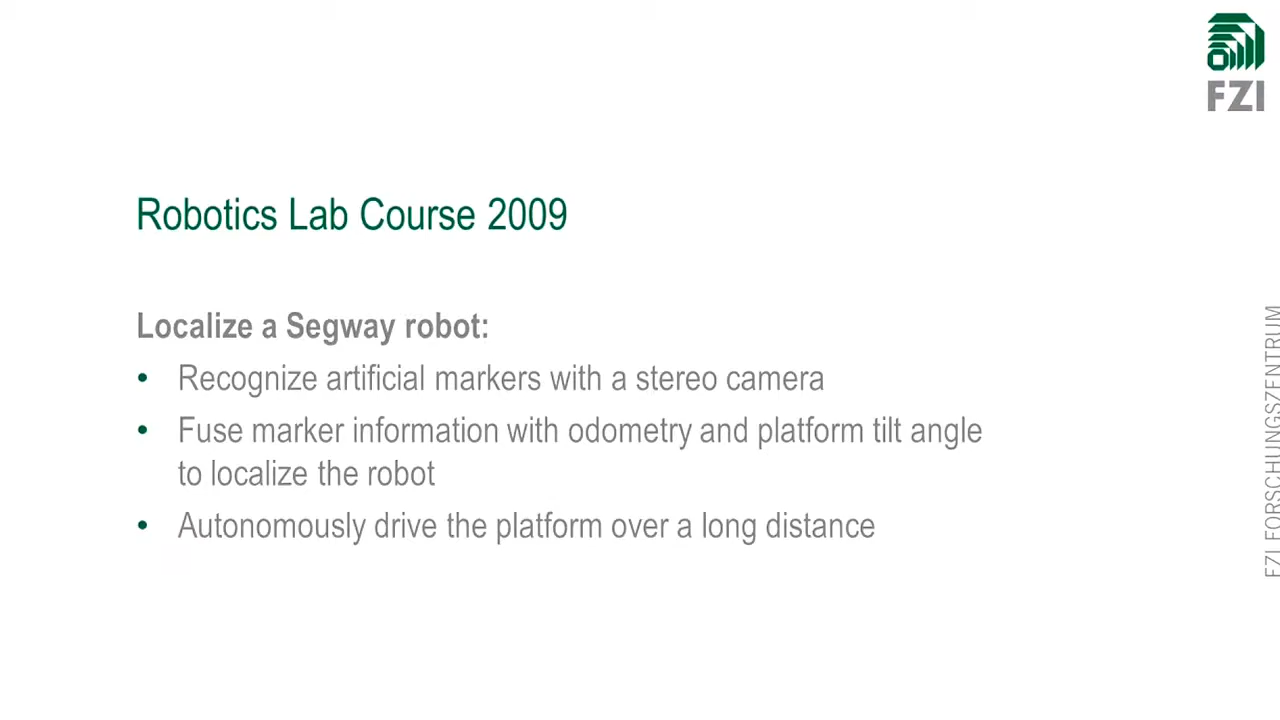 FZI
Robotics Lab Course 2009
Localize a Segway robot:
• Recognize artificial markers with a stereo camera
• Fuse marker information with odometry and platform tilt angle
to localize the robot
• Autonomously drive the platform over a long distance
FZI FORSCHUNGSZENTRUM